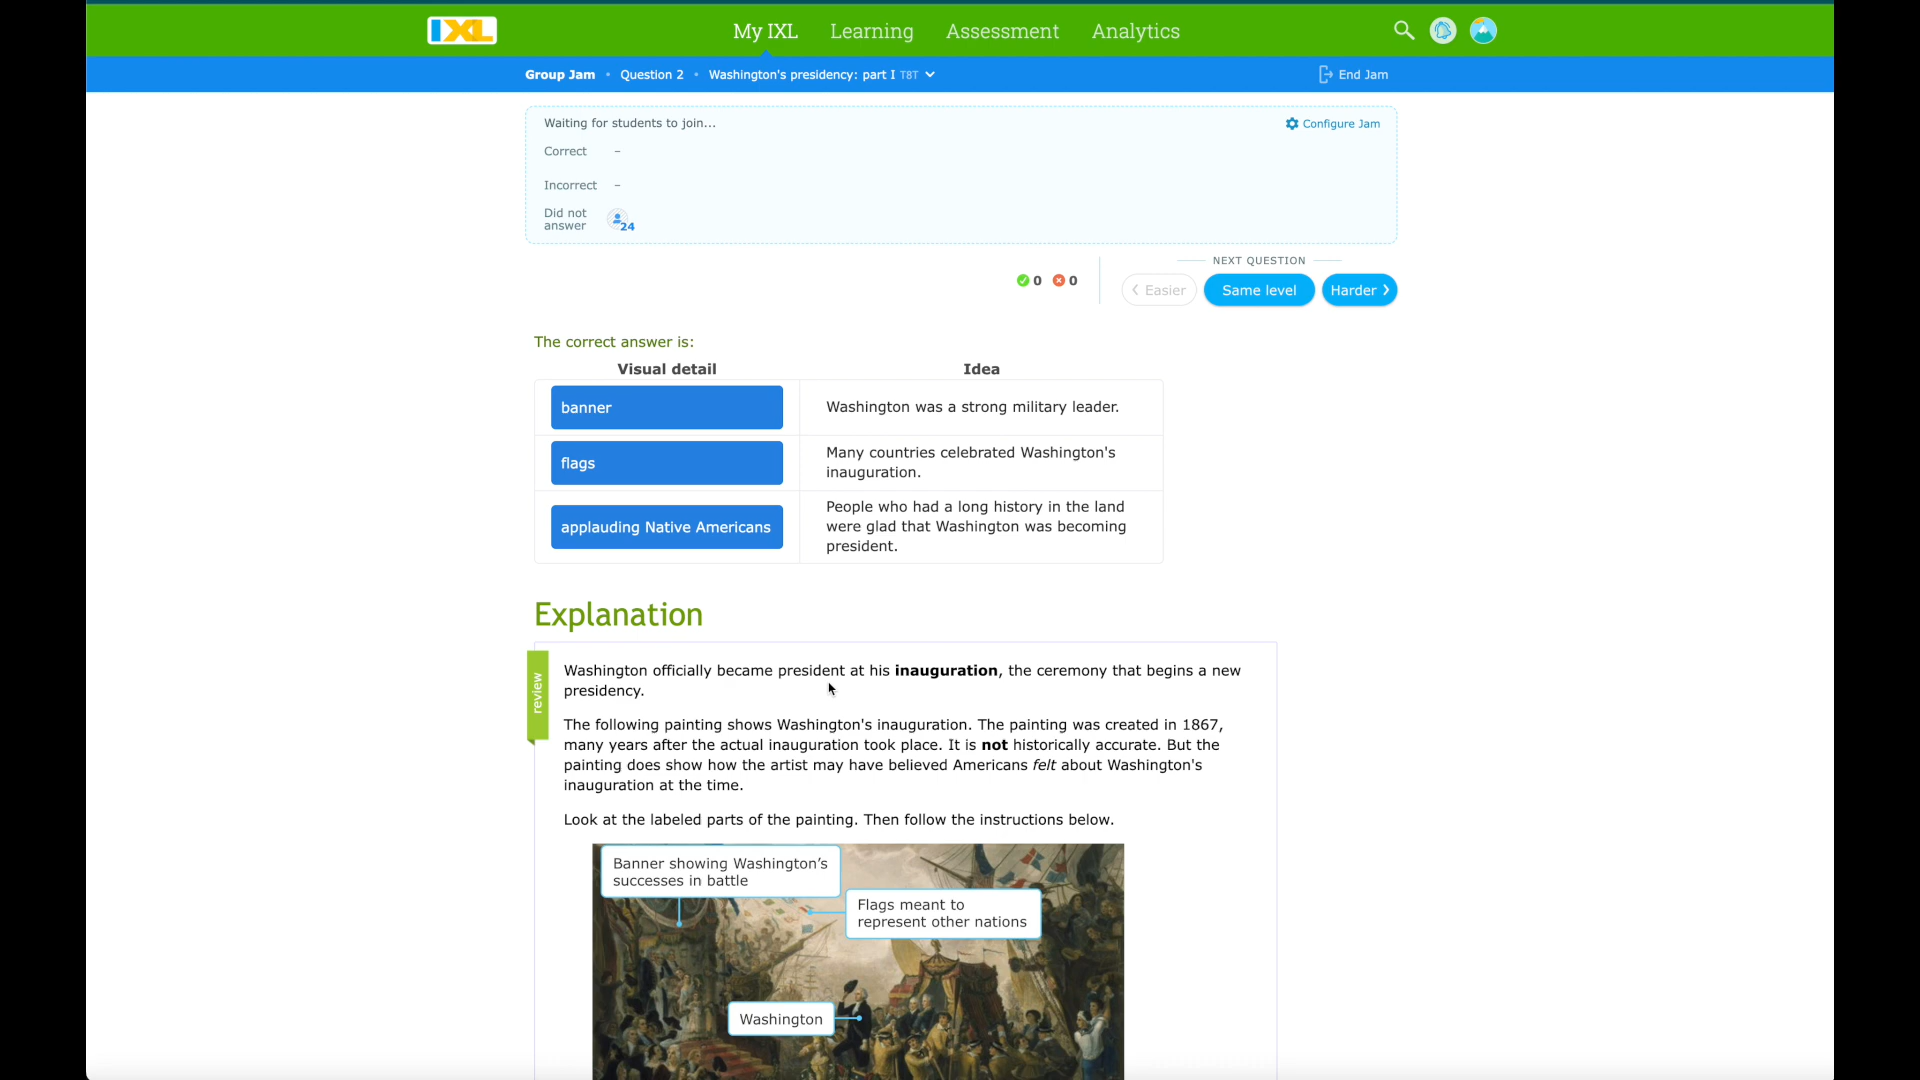 IXL
My IXL
Learning
Assessment
Analytics
Group Jam • Question 2 • Washington's presidency: part I T8T
End Jam
Waiting for students to join...
Configure Jam
Correct –
Incorrect –
Did not
answer
24
0
0
NEXT QUESTION
Easier
Same level
Harder
The correct answer is:
Visual detail
Idea
banner
Washington was a strong military leader.
flags
Many countries celebrated Washington's
inauguration.
applauding Native Americans
People who had a long history in the land
were glad that Washington was becoming
president.
Explanation
review
Washington officially became president at his inauguration, the ceremony that begins a new
presidency.
The following painting shows Washington's inauguration. The painting was created in 1867,
many years after the actual inauguration took place. It is not historically accurate. But the
painting does show how the artist may have believed Americans felt about Washington's
inauguration at the time.
Look at the labeled parts of the painting. Then follow the instructions below.
Banner showing Washington's
successes in battle
Flags meant to
represent other nations
Washington